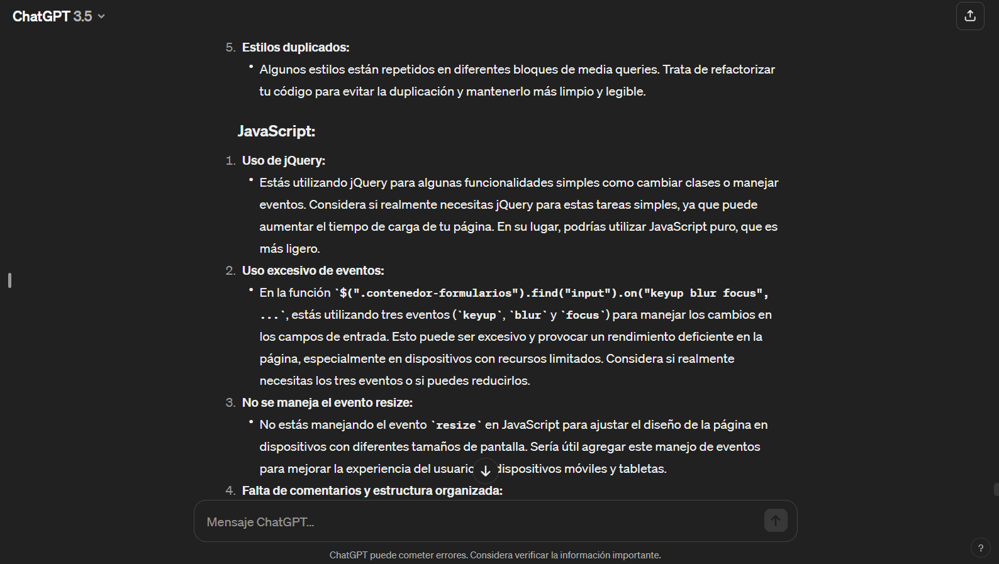 ChatGPT 3.5
5. Estilos duplicados:
• Algunos estilos están repetidos en diferentes bloques de media queries. Trata de refactorizar
tu código para evitar la duplicación y mantenerlo más limpio y legible.
JavaScript:
1. Uso de jQuery:
• Estás utilizando jQuery para algunas funcionalidades simples como cambiar clases o manejar
eventos. Considera si realmente necesitas jQuery para estas tareas simples, ya que puede
aumentar el tiempo de carga de tu página. En su lugar, podrías utilizar JavaScript puro, que es
más ligero.
2. Uso excesivo de eventos:
• En la función `$(".contenedor-formularios").find("input").on("keyup blur focus",
...`, estás utilizando tres eventos (`keyup`, `blur` y `focus`) para manejar los cambios en
los campos de entrada. Esto puede ser excesivo y provocar un rendimiento deficiente en la
página, especialmente en dispositivos con recursos limitados. Considera si realmente
necesitas los tres eventos o si puedes reducirlos.
3. No se maneja el evento resize:
• No estás manejando el evento `resize` en JavaScript para ajustar el diseño de la página en
dispositivos con diferentes tamaños de pantalla. Sería útil agregar este manejo de eventos
para mejorar la experiencia del usuario dispositivos móviles y tabletas.
4. Falta de comentarios y estructura organizada:
Mensaje ChatGPT...
ChatGPT puede cometer errores. Considera verificar la información importante.
?